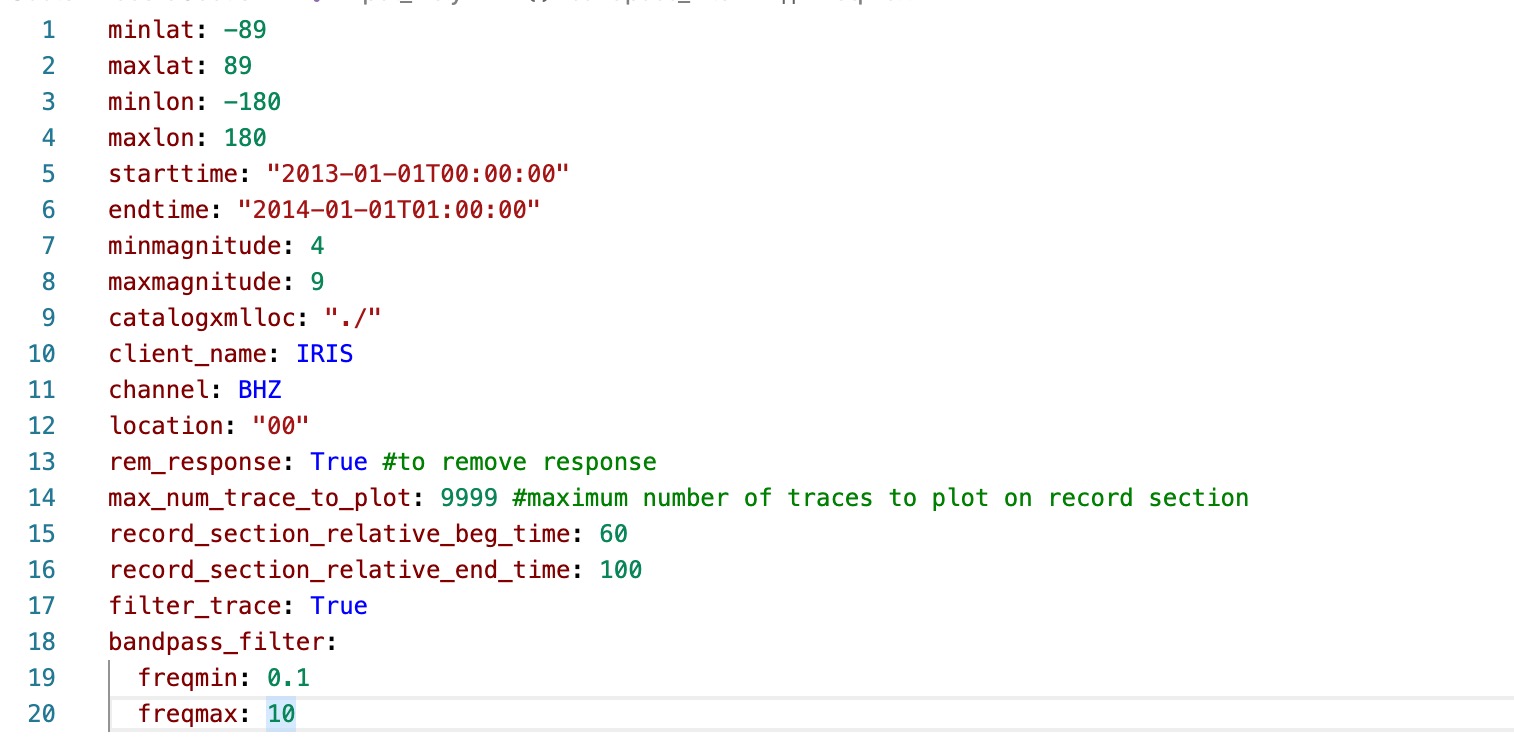 1 minlat: -89
2 maxlat: 89
3 minlon: -180
4 maxlon: 180
5 starttime: "2013-01-01T00:00:00"
6 endtime: "2014-01-01T01:00:00"
7 minmagnitude: 4
8 maxmagnitude: 9
9 catalogxmlloc: "./"
10 client_name: IRIS
11 channel: BHZ
12 location: "00"
13 rem_response: True #to remove response
14 max_num_trace_to_plot: 9999 #maximum number of traces to plot on record section
15 record_section_relative_beg_time: 60
16 record_section_relative_end_time: 100
17 filter_trace: True
18 bandpass_filter:
19 freqmin: 0.1
20 freqmax: 10